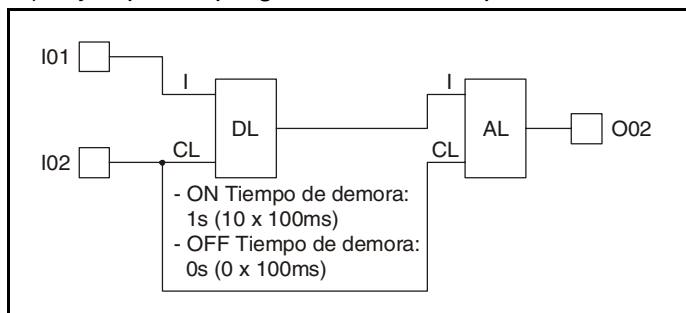 I01
I
DL
I
AL
O02
I02
CL
CL
- ON Tiempo de demora:
1s (10 x 100ms)
- OFF Tiempo de demora:
0s (0 x 100ms)